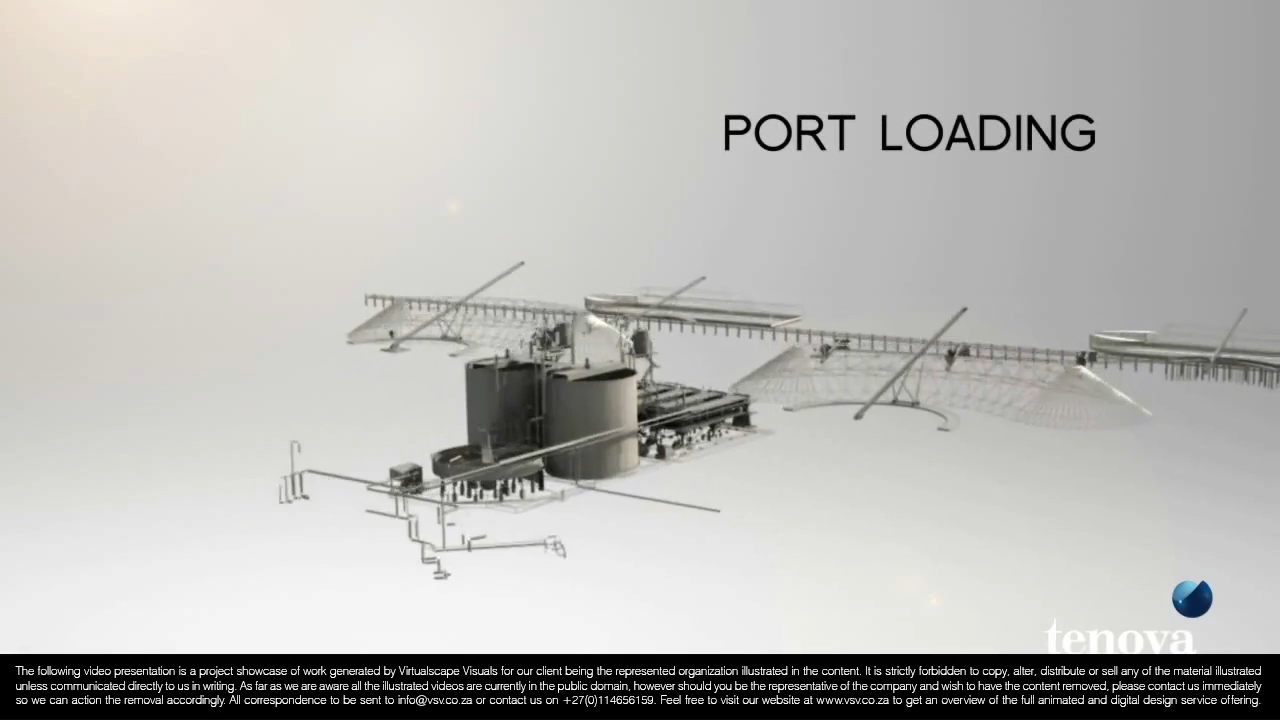 PORT LOADING
tenova
The following video presentation is a project showcase of work generated by Virtualscape Visuals for our client being the represented organization illustrated in the content. It is strictly forbidden to copy, alter, distribute or sell any of the material illustrated
unless communicated directly to us in writing. As far as we are aware all the illustrated videos are currently in the public domain, however should you be the representative of the company and wish to have the content removed, please contact us immediately
so we can action the removal accordingly. All correspondence to be sent to info@vsv.co.za or contact us on +27(0)114656159. Feel free to visit our website at www.vsv.co.za to get an overview of the full animated and digital design service offering.